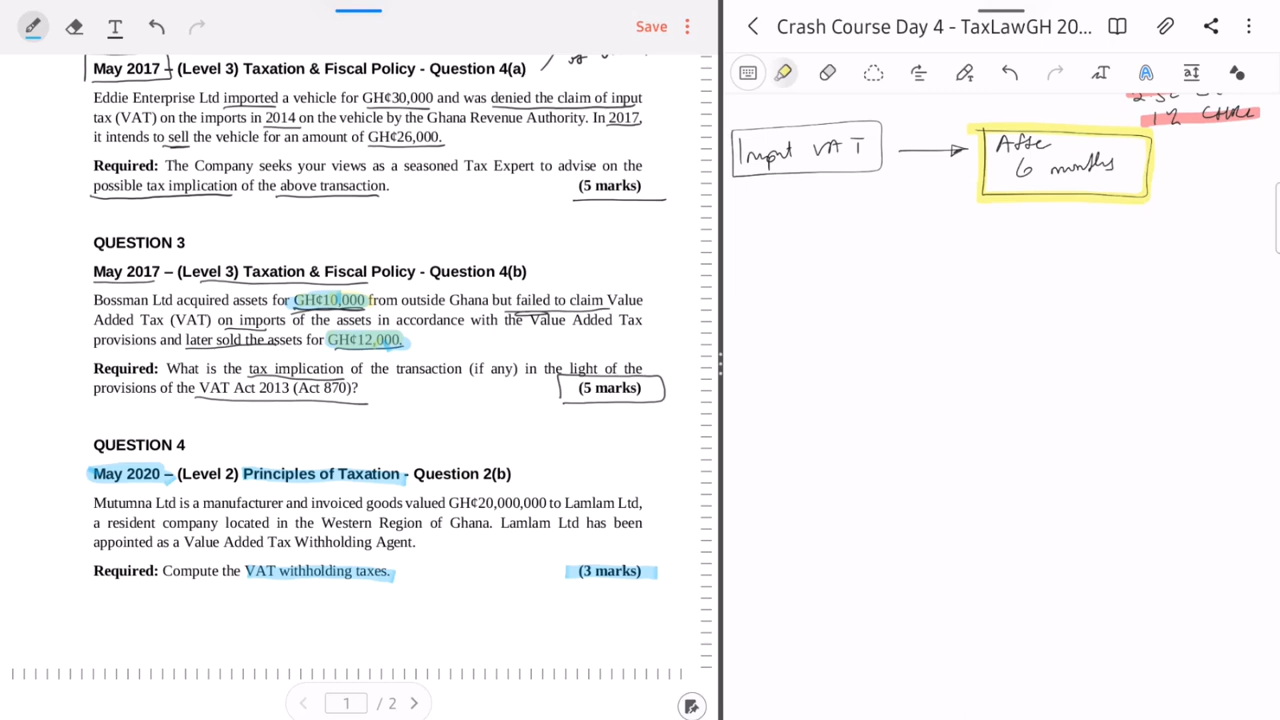 Save
May 2017 - (Level 3) Taxation & Fiscal Policy - Question 4(a)
Eddie Enterprise Ltd imported a vehicle for GH¢30,000 and was denied the claim of input
tax (VAT) on the imports in 2014 on the vehicle by the Ghana Revenue Authority. In 2017,
it intends to sell the vehicle for an amount of GH¢26,000.
Required: The Company seeks your views as a seasoned Tax Expert to advise on the
possible tax implication of the above transaction. (5 marks)
QUESTION 3
May 2017 – (Level 3) Taxation & Fiscal Policy - Question 4(b)
Bossman Ltd acquired assets for GH¢10,000 from outside Ghana but failed to claim Value
Added Tax (VAT) on imports of the assets in accordance with the Value Added Tax
provisions and later sold the assets for GH¢12,000.
Required: What is the tax implication of the transaction (if any) in the light of the
provisions of the VAT Act 2013 (Act 870)? (5 marks)
QUESTION 4
May 2020 – (Level 2) Principles of Taxation - Question 2(b)
Mutumna Ltd is a manufacturer and invoiced goods valued GH¢20,000,000 to Lamlam Ltd,
a resident company located in the Western Region of Ghana. Lamlam Ltd has been
appointed as a Value Added Tax Withholding Agent.
Required: Compute the VAT withholding taxes. (3 marks)
1 / 2
Crash Course Day 4 - TaxLawGH 20...
Input VAT
6 months